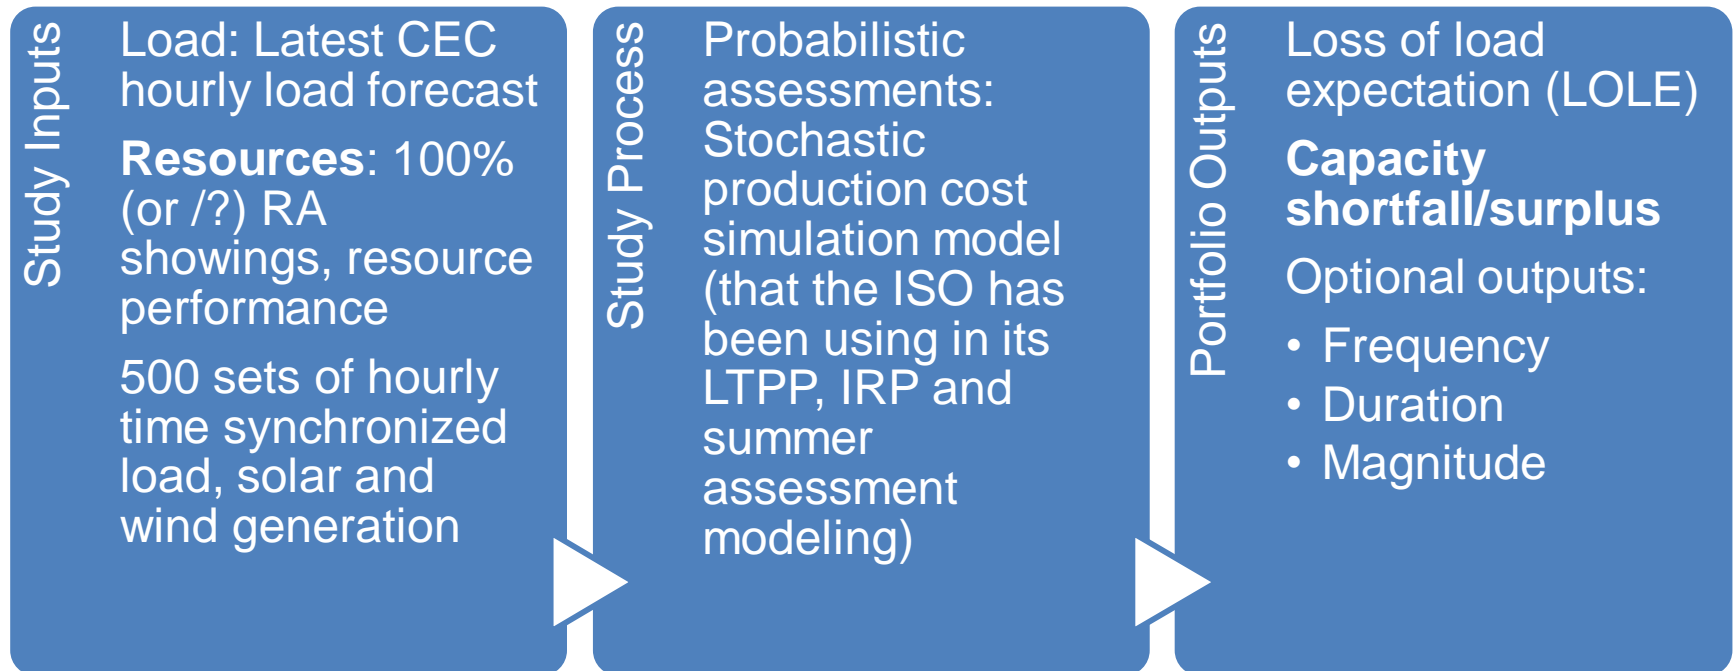 Study Inputs
Load: Latest CEC
hourly load forecast
Resources: 100%
(or /?) RA
showings, resource
performance
500 sets of hourly
time synchronized
load, solar and
wind generation
Study Process
Probabilistic
assessments:
Stochastic
production cost
simulation model
(that the ISO has
been using in its
LTPP, IRP and
summer
assessment
modeling)
Portfolio Outputs
Loss of load
expectation (LOLE)
Capacity
shortfall/surplus
Optional outputs:
• Frequency
• Duration
• Magnitude